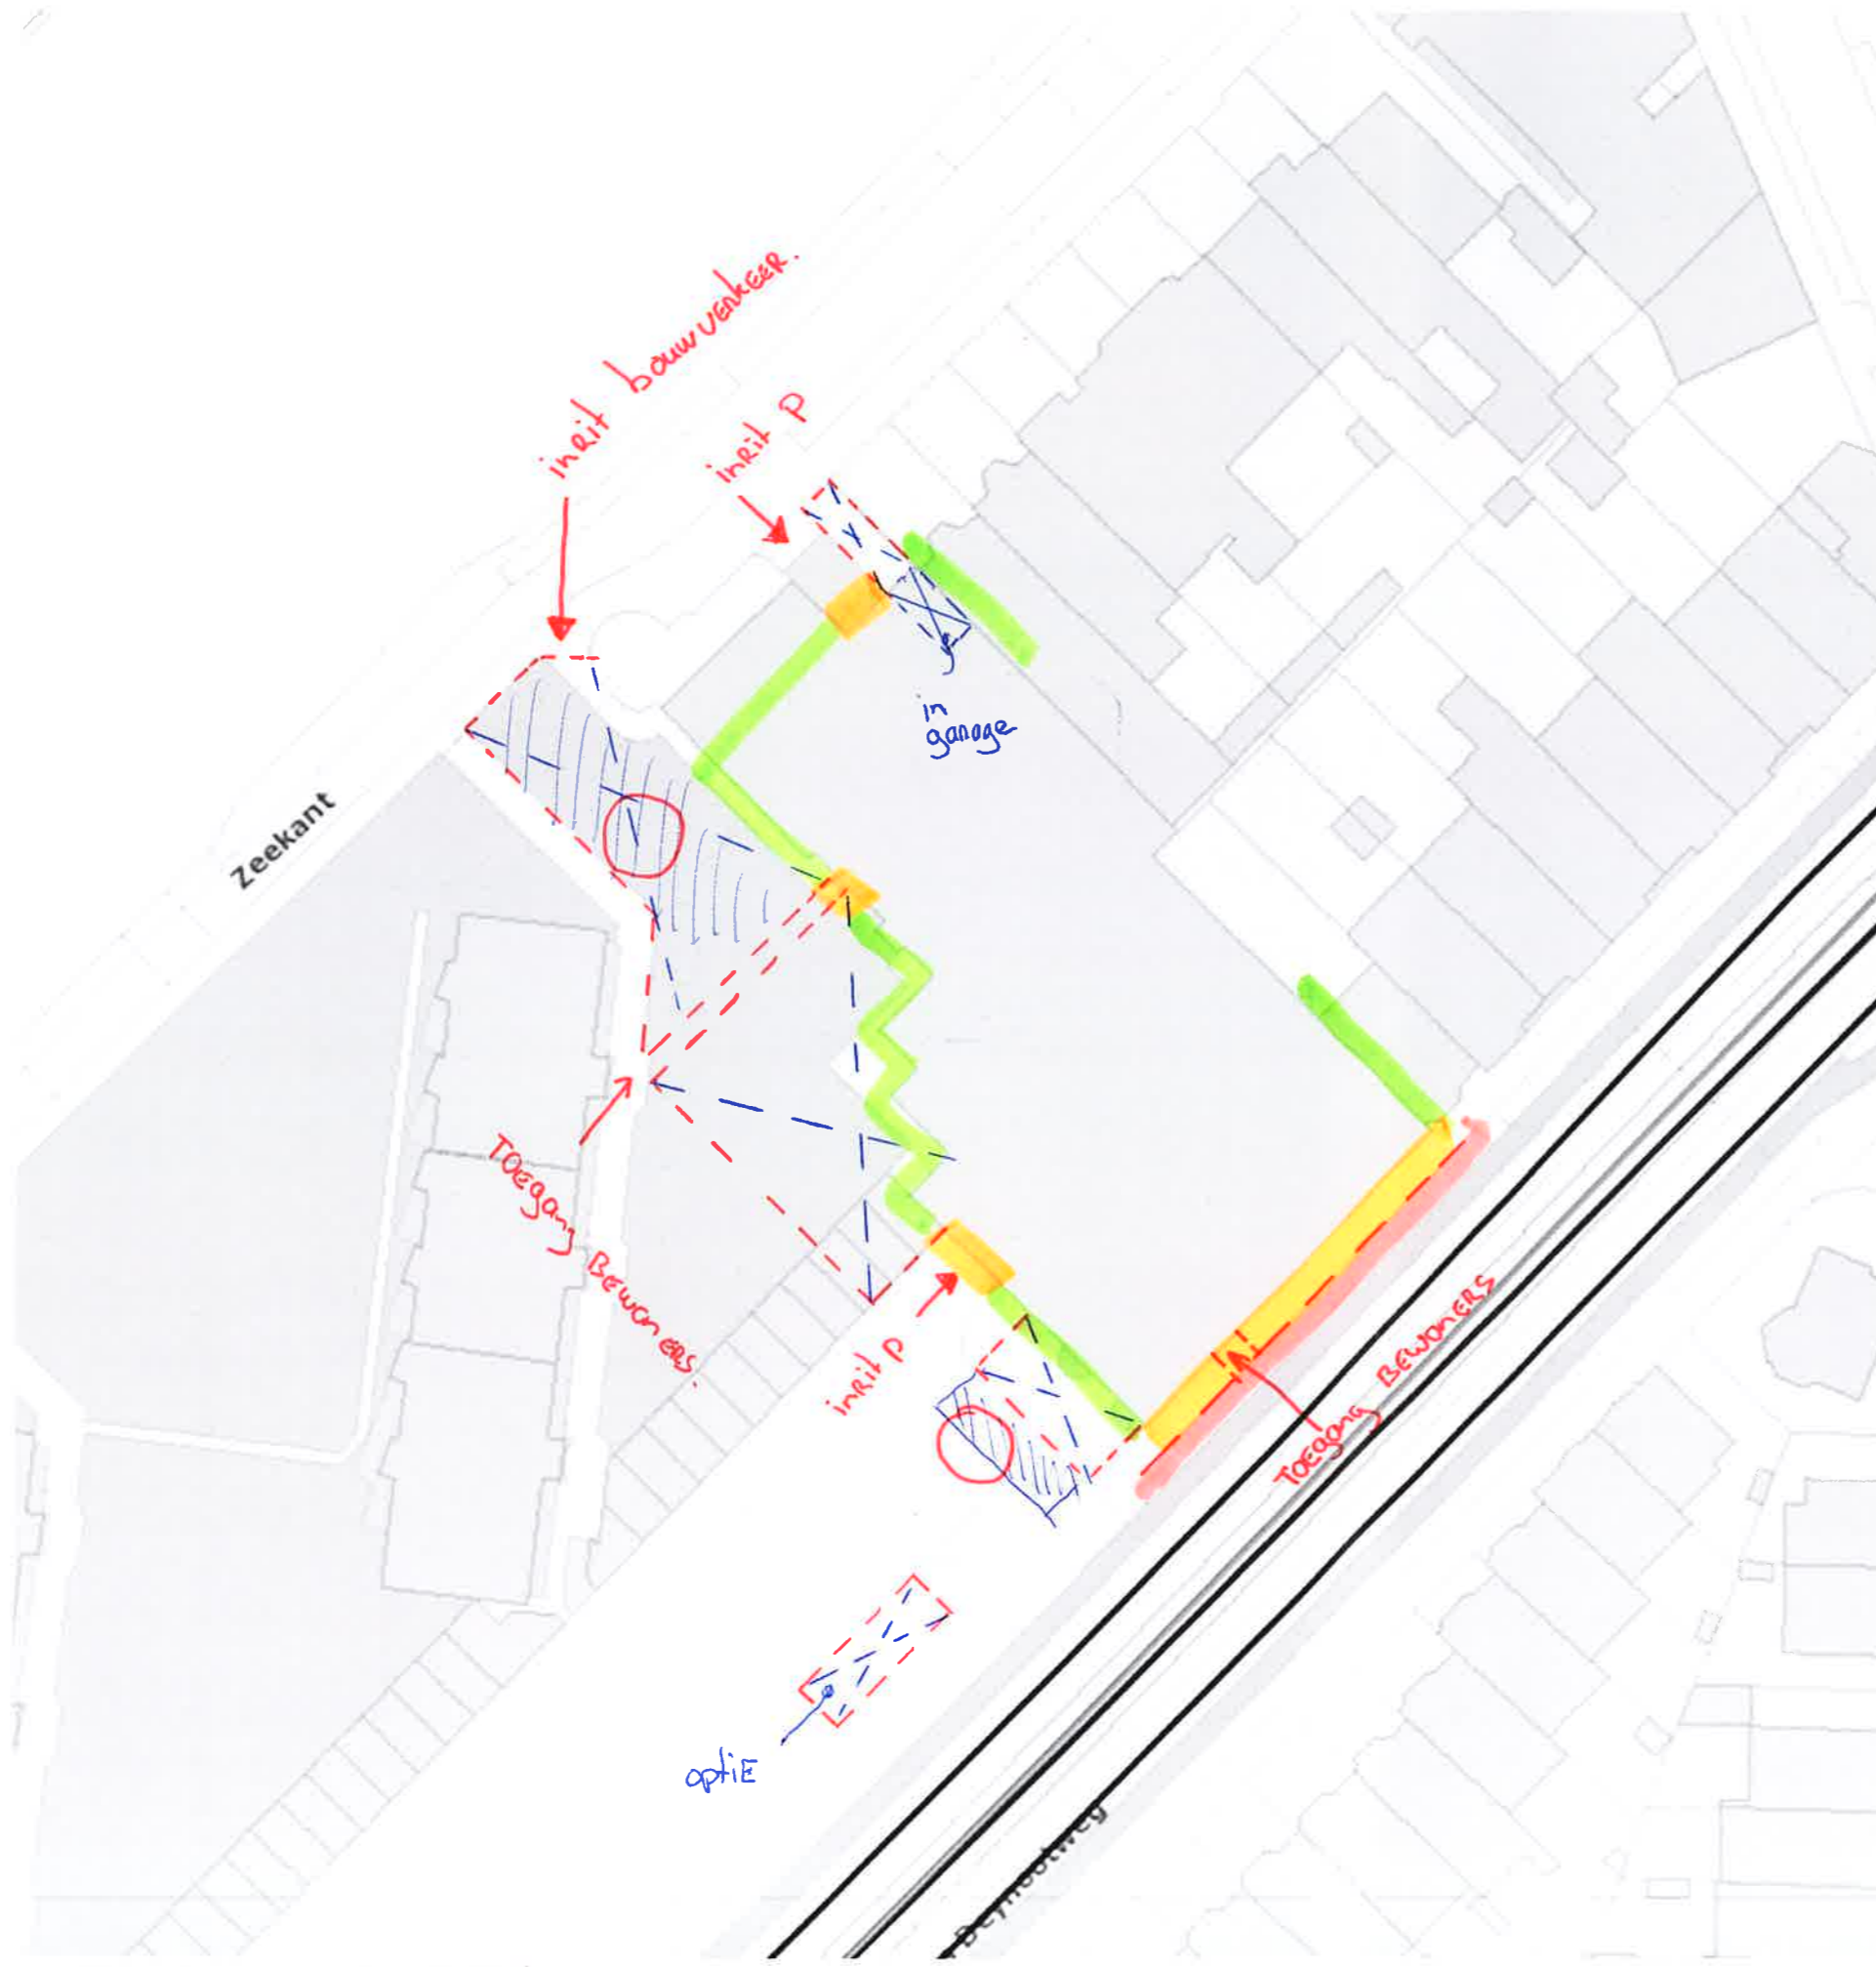 inRit bouwVERKEER.
inRit P
in
garage
Zeekant
TOEgang BEWONERS.
inRit P
TOEgang BEWONERS
optiE